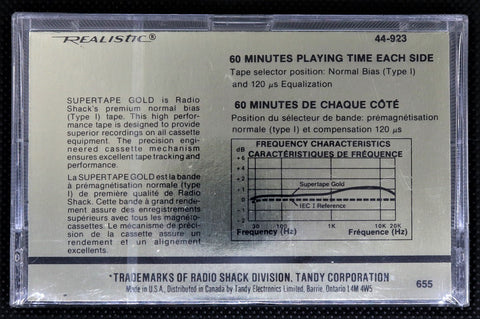 REALISTIC®
44-923
60 MINUTES PLAYING TIME EACH SIDE
Tape selector position: Normal Bias (Type I)
and 120 µs Equalization
60 MINUTES DE CHAQUE CÔTÉ
Position du sélecteur de bande: prémagnétisation
normale (type I) et compensation 120 µs
SUPERTAPE GOLD is Radio
Shack's premium normal bias
(Type I) tape. This high perfor-
mance tape is designed to provide
superior recording on all cassette
equipment. The precision engi-
neered cassette mechanism
ensures excellent tape tracking and
performance.
La SUPERTAPE GOLD est la bande
à prémagnétisation normale (type
I) de première qualité de Radio
Shack. Cette bande à grand rende-
ment assure des enregistrements
supérieurs avec tous les magnéto-
cassettes. Le mécanisme de préci-
sion de la cassette assure un
rendement et un alignement
excellents.
FREQUENCY CHARACTERISTICS
CARACTÉRISTIQUES DE FRÉQUENCE
dB
+6
+4
+2
0
-2
-4
-6
Supertape Gold
IEC I Reference
30
100
1K
10K 20K
Frequency (Hz)
Fréquence (Hz)
*TRADEMARKS OF RADIO SHACK DIVISION, TANDY CORPORATION
Made in U.S.A., Distributed in Canada by Tandy Electronics Limited, Barrie, Ontario L4M 4W5
655